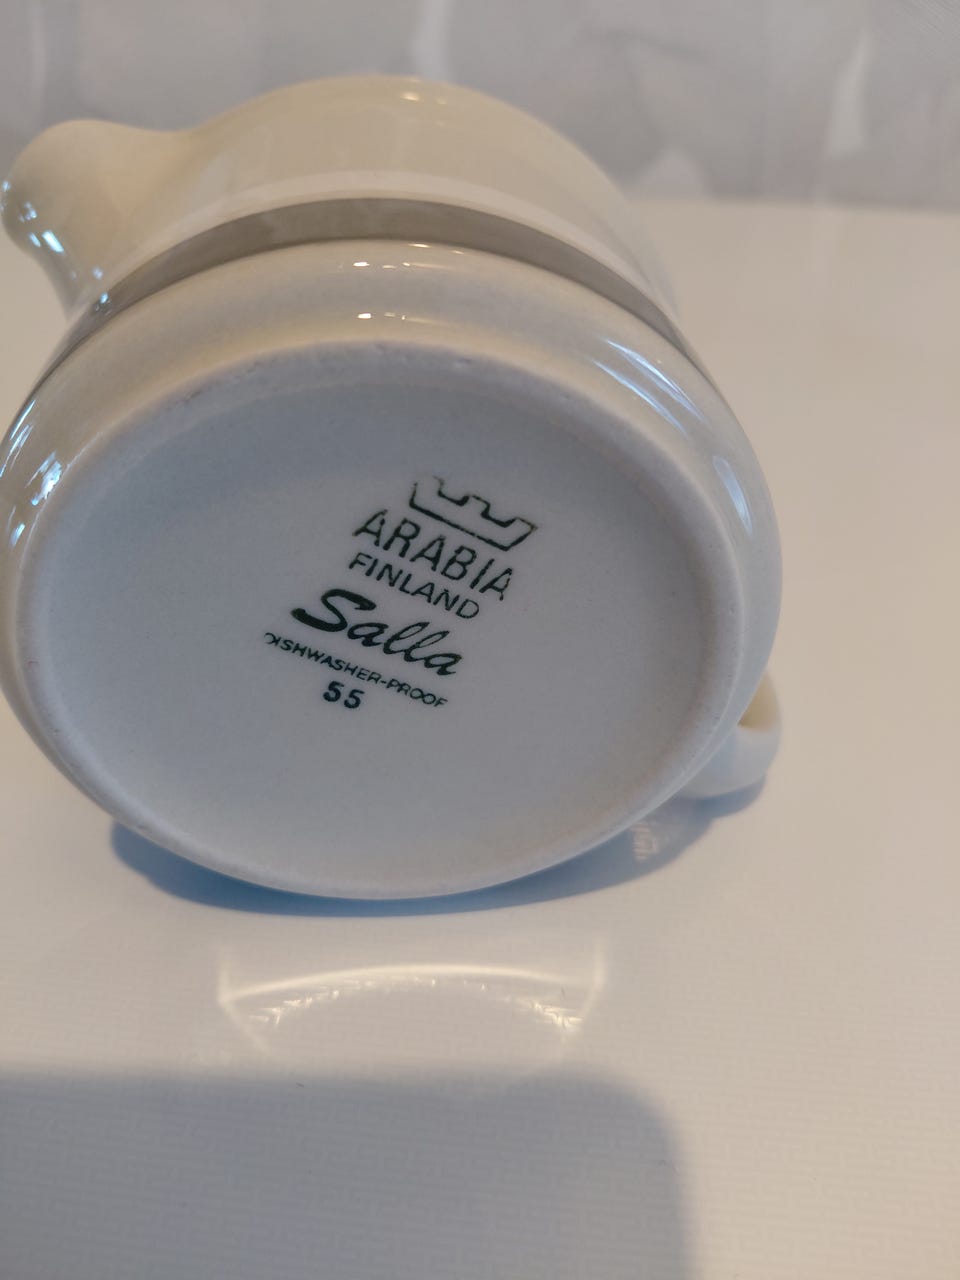 ARABIA
FINLAND
Salla
DISHWASHER-PROOF
55